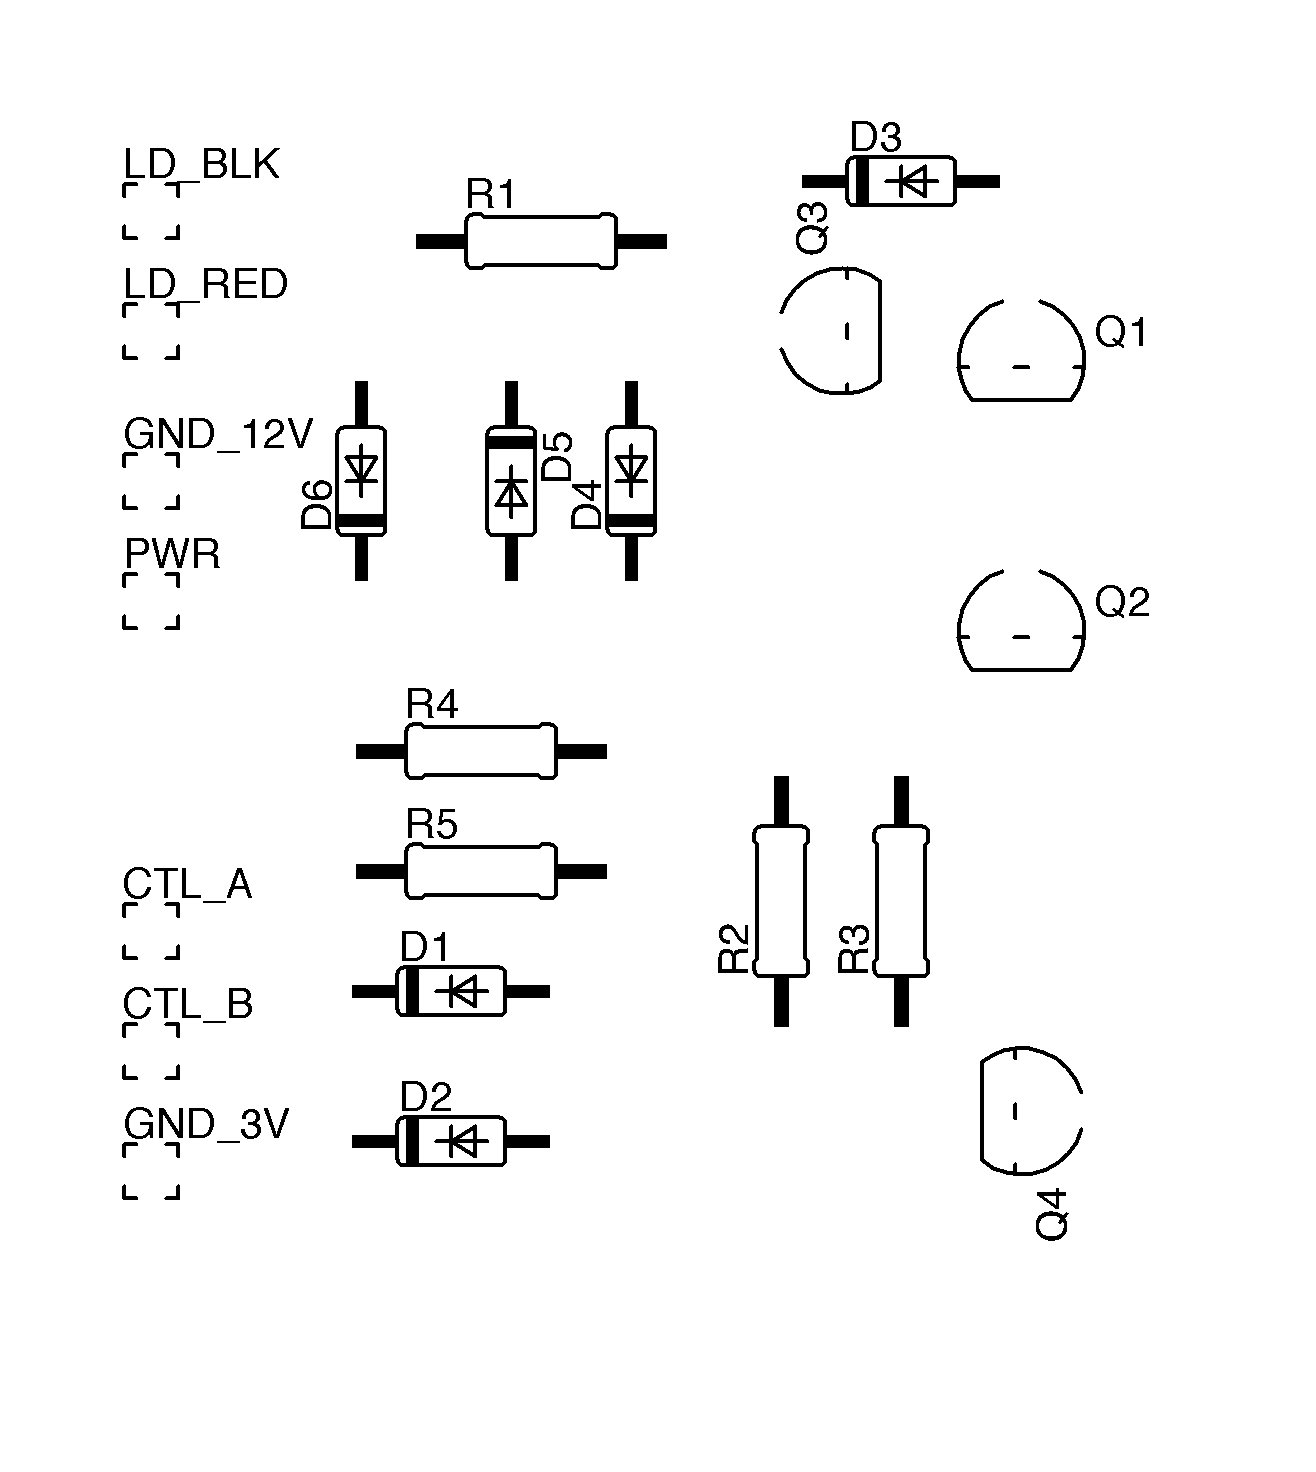 D3
LD_BLK
R1
Q3
LD_RED
Q1
GND_12V
D5
D6
D4
PWR
Q2
R4
R5
CTL_A
D1
R2
R3
CTL_B
D2
GND_3V
Q4